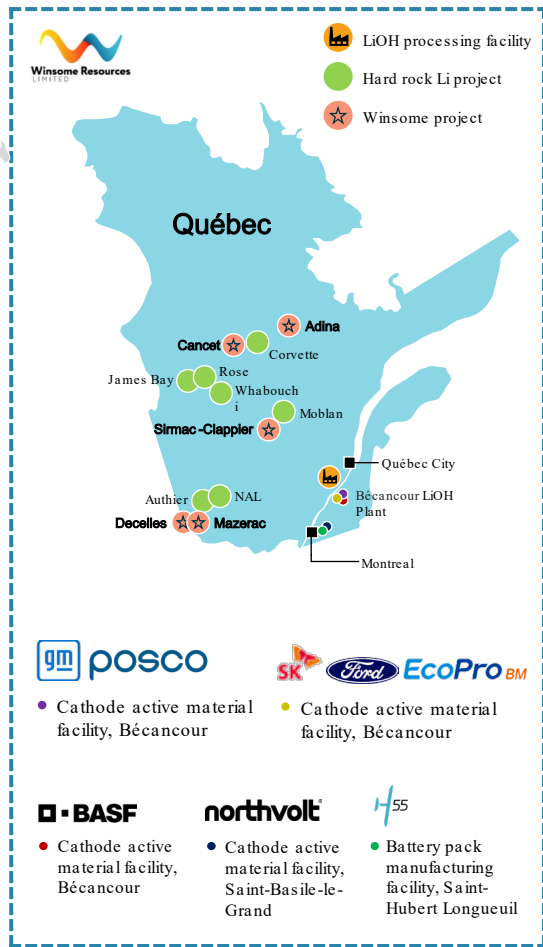 Winsome Resources
LIMITED
LiOH processing facility
Hard rock Li project
Winsome project
Québec
Adina
Cancet
Corvette
Rose
James Bay
Whabouch
i
Moblan
Sirmac-Clappier
Québec City
Bécancour LiOH
Plant
NAL
Authier
Decelles
Mazerac
Montreal
gm
posco
SK
Ford
EcoPro BM
Cathode active material
facility, Bécancour
Cathode active material
facility, Bécancour
BASF
northvolt
H55
Cathode active
material facility,
Bécancour
Cathode active
material facility,
Saint-Basile-le-
Grand
Battery pack
manufacturing
facility, Saint-
Hubert Longueuil